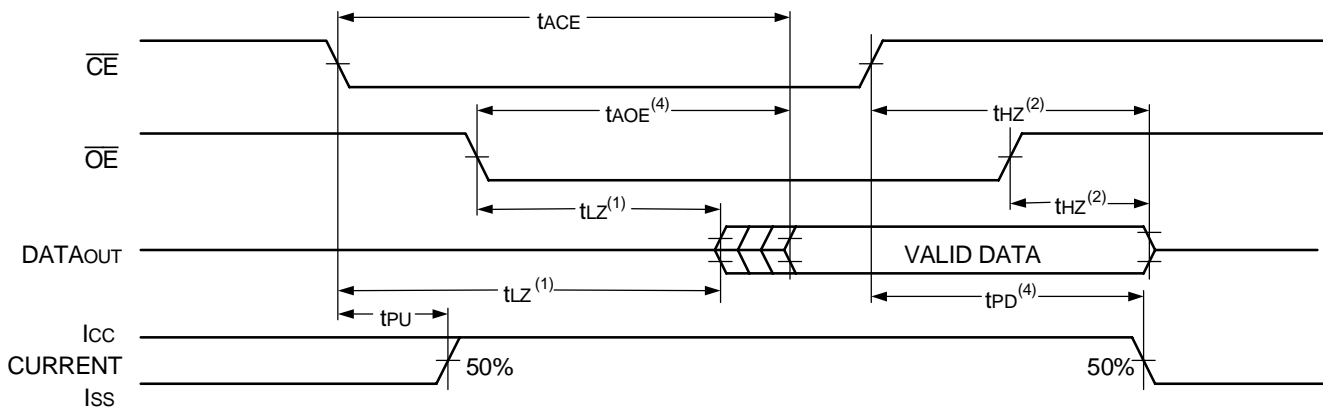 tACE
CE
tAOE(4)
tHZ(2)
OE
tLZ(1)
tHZ(2)
DATAOUT
VALID DATA
tLZ(1)
tPD(4)
tPU
ICC
CURRENT
50%
50%
ISS